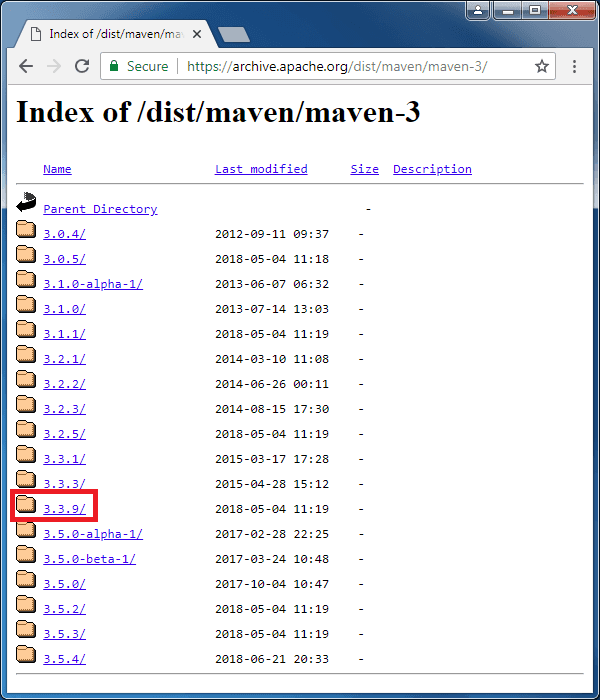 Index of /dist/maven/mav
Secure https://archive.apache.org/dist/maven/maven-3/
Index of /dist/maven/maven-3
Name Last modified Size Description
Parent Directory -
3.0.4/ 2012-09-11 09:37 -
3.0.5/ 2018-05-04 11:18 -
3.1.0-alpha-1/ 2013-06-07 06:32 -
3.1.0/ 2013-07-14 13:03 -
3.1.1/ 2018-05-04 11:19 -
3.2.1/ 2014-03-10 11:08 -
3.2.2/ 2014-06-26 00:11 -
3.2.3/ 2014-08-15 17:30 -
3.2.5/ 2018-05-04 11:19 -
3.3.1/ 2015-03-17 17:28 -
3.3.3/ 2015-04-28 15:12 -
3.3.9/ 2018-05-04 11:19 -
3.5.0-alpha-1/ 2017-02-28 22:25 -
3.5.0-beta-1/ 2017-03-24 10:48 -
3.5.0/ 2017-10-04 10:47 -
3.5.2/ 2018-05-04 11:19 -
3.5.3/ 2018-05-04 11:19 -
3.5.4/ 2018-06-21 20:33 -